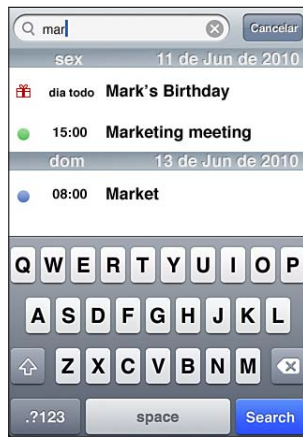 mar
Cancelar
sex 11 de Jun de 2010
dia todo Mark's Birthday
15:00 Marketing meeting
dom 13 de Jun de 2010
08:00 Market
Q W E R T Y U I O P
A S D F G H J K L
Z X C V B N M
.?123 space Search